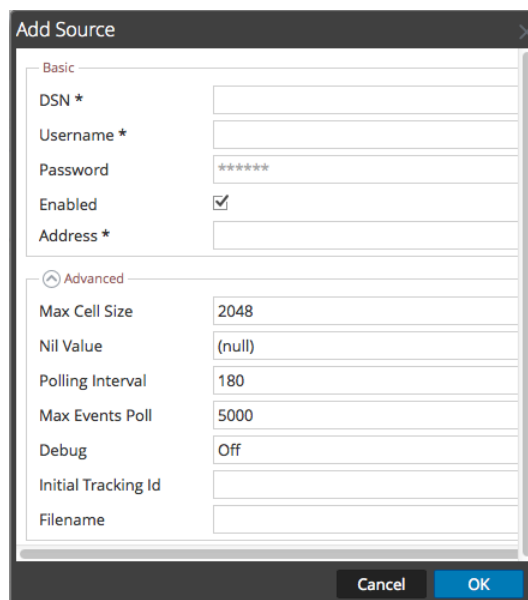 Add Source
Basic
DSN *
Username *
Password ******
Enabled
Address *
Advanced
Max Cell Size 2048
Nil Value (null)
Polling Interval 180
Max Events Poll 5000
Debug Off
Initial Tracking Id
Filename
Cancel OK